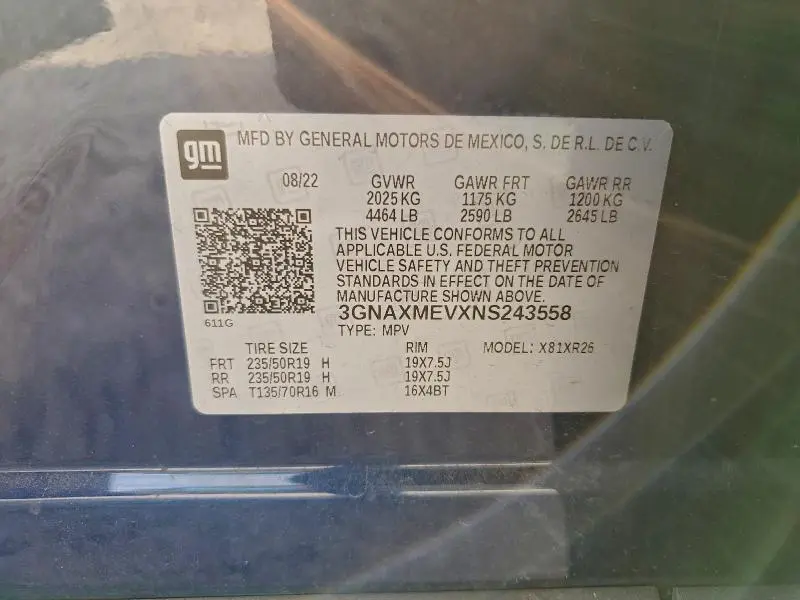 gm MFD BY GENERAL MOTORS DE MEXICO, S. DE R.L. DE C.V.
08/22 GVWR GAWR FRT GAWR RR
2025 KG 1175 KG 1200 KG
4464 LB 2590 LB 2645 LB
THIS VEHICLE CONFORMS TO ALL
APPLICABLE U.S. FEDERAL MOTOR
VEHICLE SAFETY AND THEFT PREVENTION
STANDARDS IN EFFECT ON THE DATE OF
MANUFACTURE SHOWN ABOVE.
3GNAXMEVXNS243558
611G
TYPE: MPV
TIRE SIZE RIM MODEL: X81XR26
FRT 235/50R19 H 19X7.5J
RR 235/50R19 H 19X7.5J
SPA T135/70R16 M 16X4BT